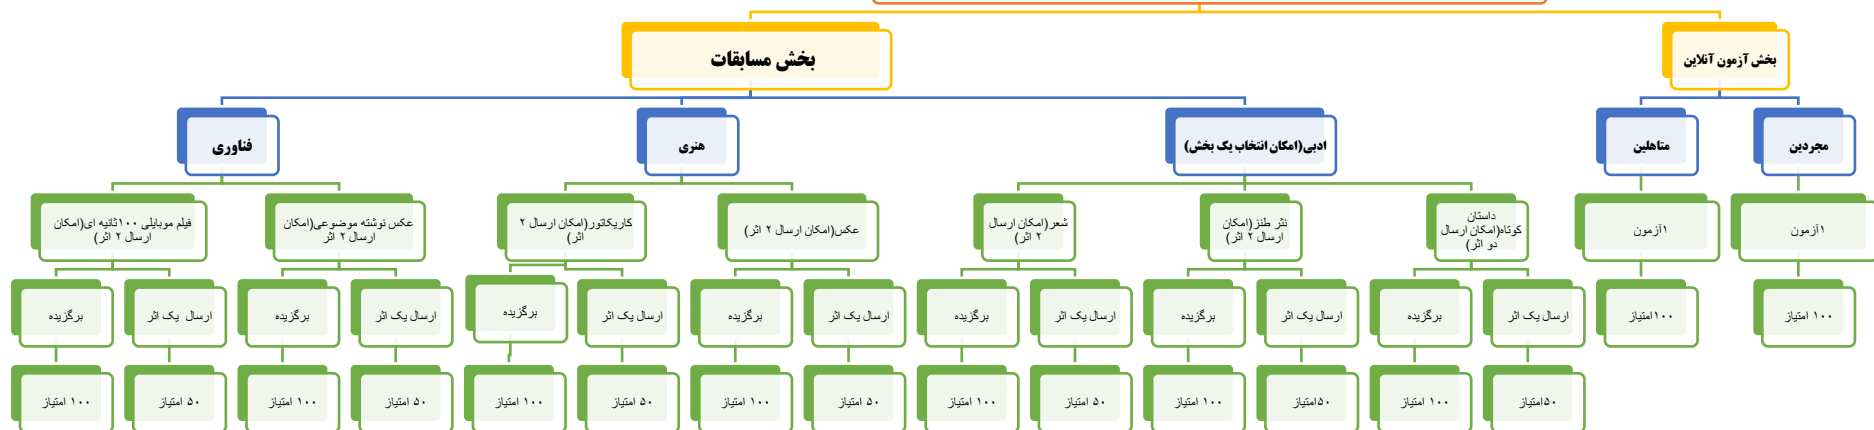 بخش آزمون آنلاین
بخش مسابقات
مجردین
متاهلین
ادبی(امکان انتخاب یک بخش)
هنری
فناوری
۱آزمون
۱آزمون
داستان
کوتاه(امکان ارسال
دو اثر)
نثر طنز(امکان
ارسال ۲ اثر)
شعر(امکان ارسال
۲ اثر)
عکس(امکان ارسال ۲ اثر)
کاریکاتور(امکان ارسال ۲
اثر)
عکس نوشته موضوعی(امکان
ارسال ۲ اثر)
فیلم موبایلی ۱۰۰ثانیه ای(امکان
ارسال ۲ اثر)
۱۰۰ امتیاز
۱۰۰امتیاز
ارسال یک اثر
برگزیده
ارسال یک اثر
برگزیده
ارسال یک اثر
برگزیده
ارسال یک اثر
برگزیده
ارسال یک اثر
برگزیده
ارسال یک اثر
برگزیده
ارسال یک اثر
برگزیده
۵۰امتیاز
۱۰۰ امتیاز
۵۰امتیاز
۱۰۰ امتیاز
۵۰ امتیاز
۱۰۰ امتیاز
۵۰ امتیاز
۱۰۰ امتیاز
۵۰ امتیاز
۱۰۰ امتیاز
۵۰ امتیاز
۱۰۰ امتیاز
۵۰ امتیاز
۱۰۰ امتیاز